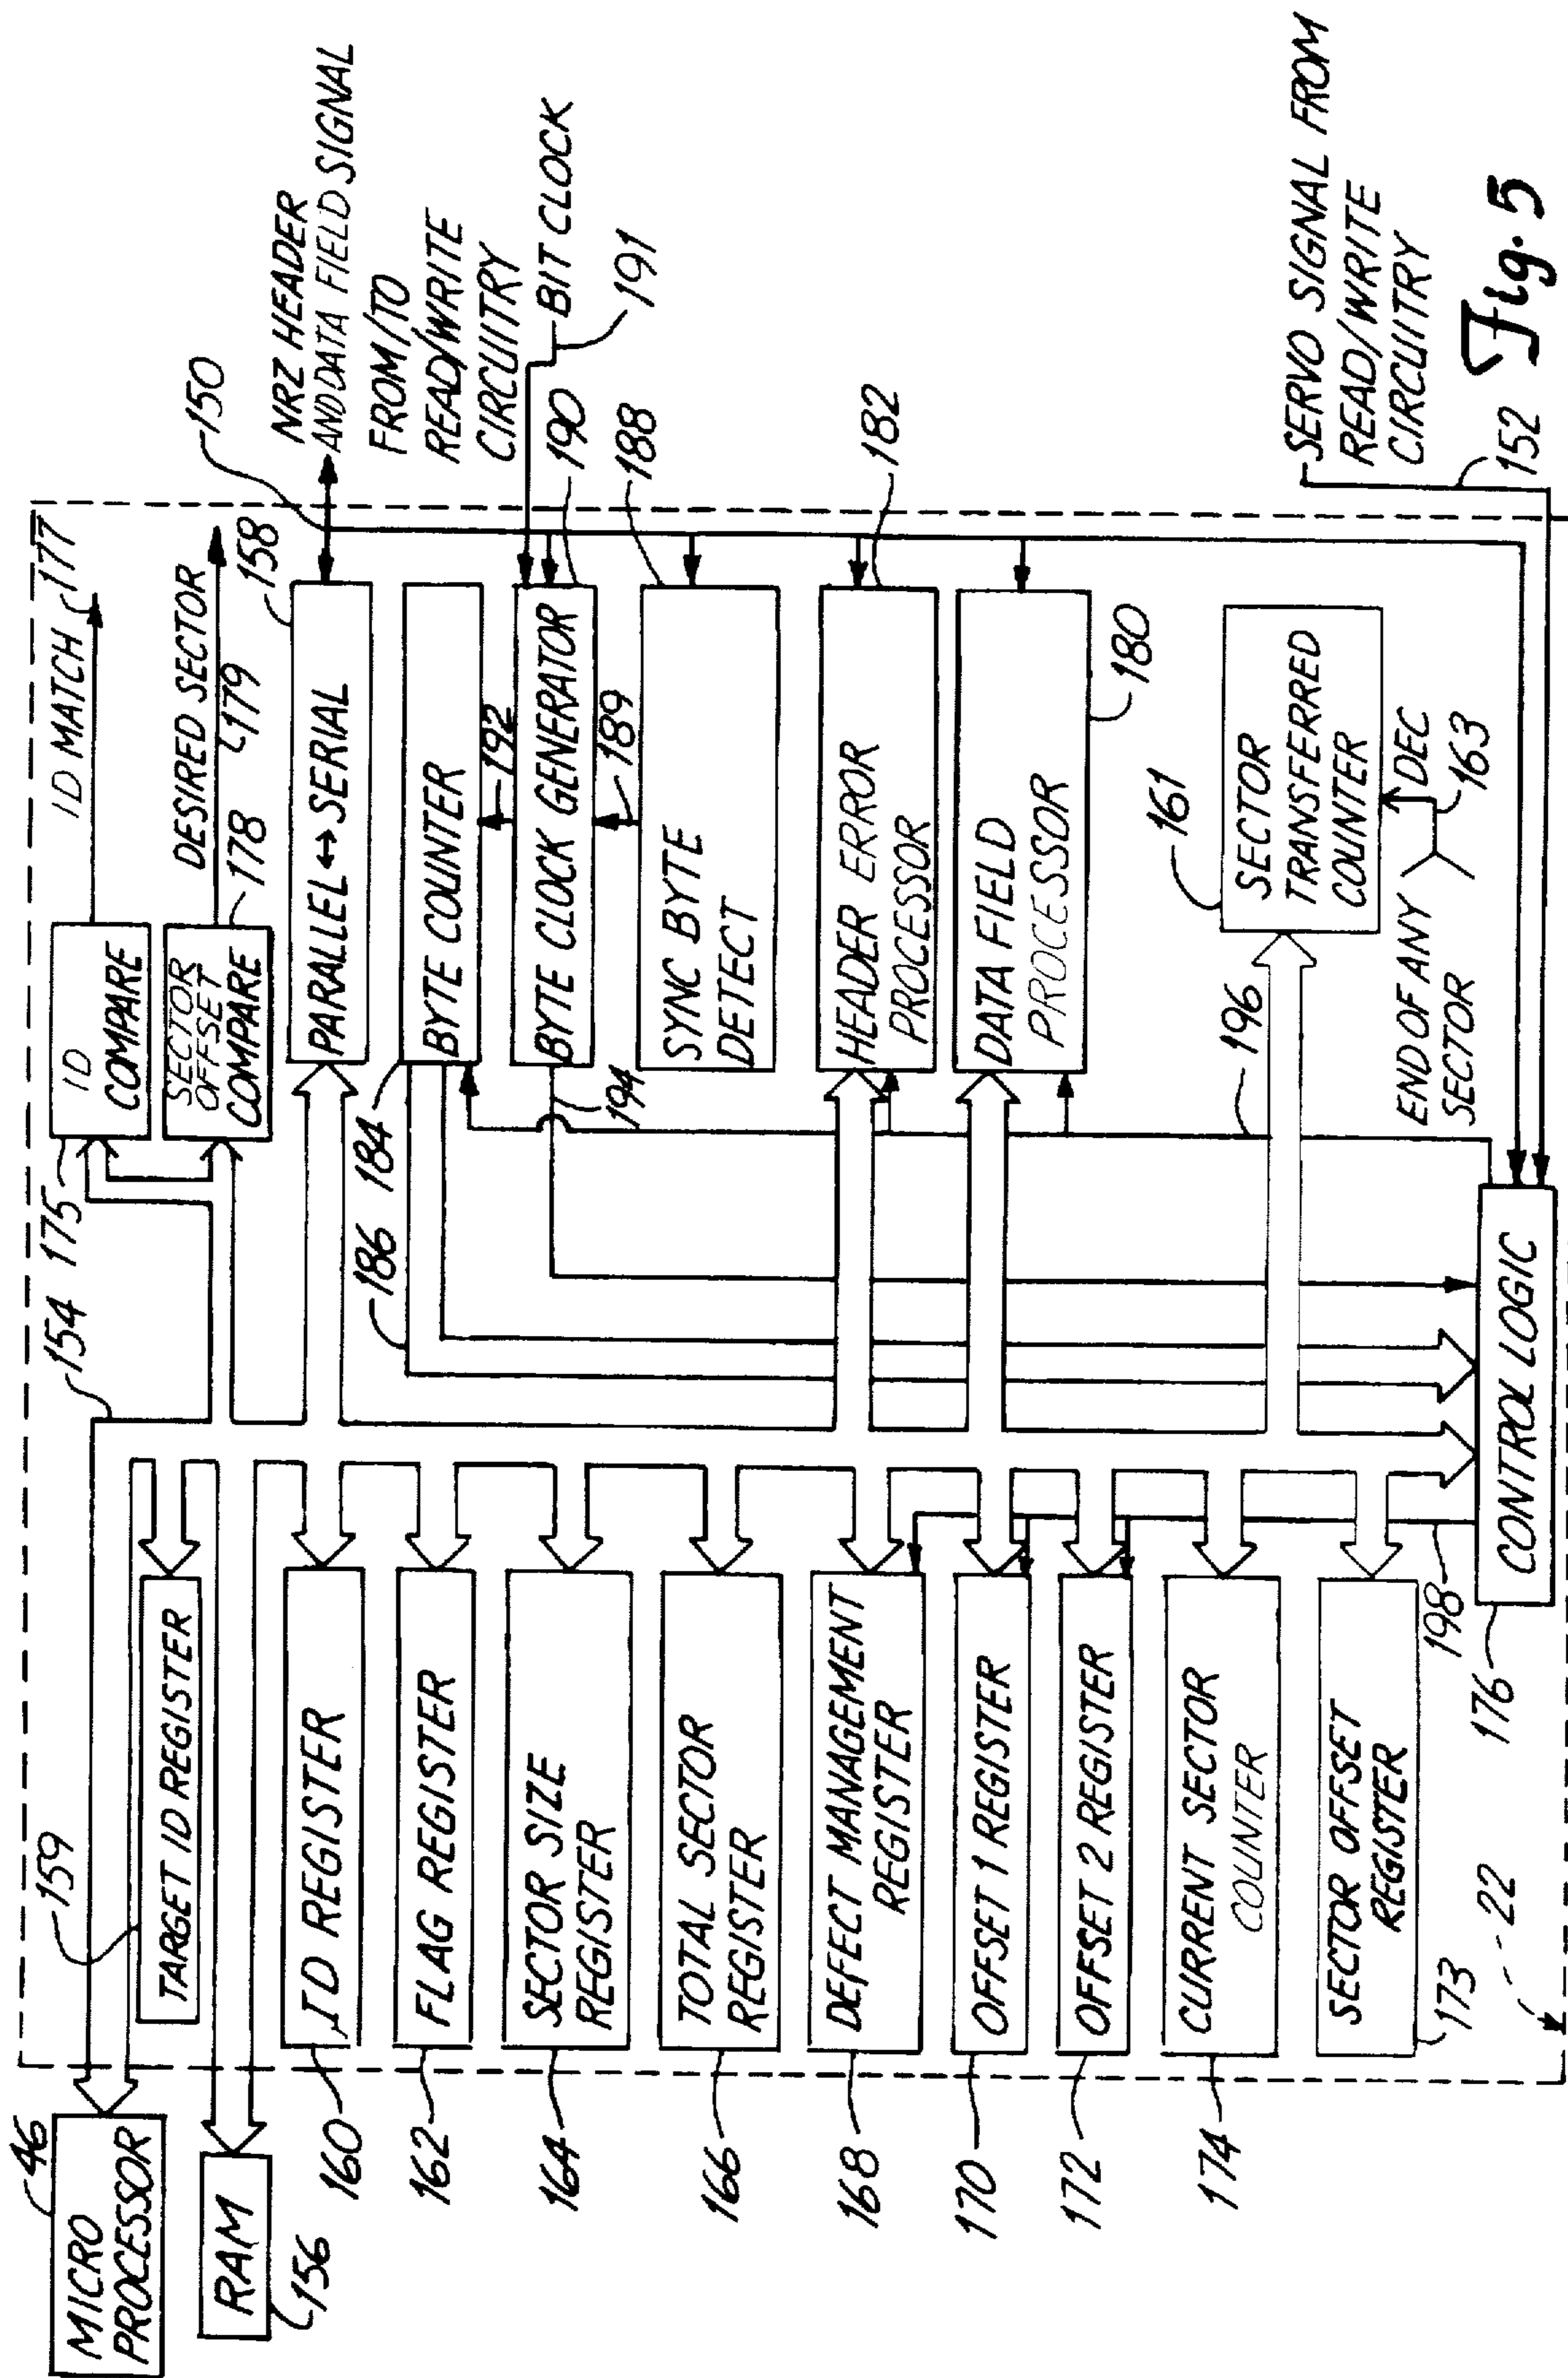 46
MICRO
PROCESSOR
RAM
156
159
TARGET ID REGISTER
160
ID REGISTER
162
FLAG REGISTER
164
SECTOR SIZE
REGISTER
166
TOTAL SECTOR
REGISTER
168
DEFECT MANAGEMENT
REGISTER
170
OFFSET 1 REGISTER
172
OFFSET 2 REGISTER
174
CURRENT SECTOR
COUNTER
SECTOR OFFSET
REGISTER
173
22
154
175
ID
COMPARE
ID MATCH
177
SECTOR
OFFSET
COMPARE
178
DESIRED SECTOR
179
158
PARALLEL↔SERIAL
150
NRZ HEADER
AND DATA FIELD SIGNAL
FROM/TO
READ/WRITE
CIRCUITRY
186
184
BYTE COUNTER
192
BYTE CLOCK GENERATOR
190
BIT CLOCK
191
194
189
SYNC BYTE
DETECT
188
HEADER ERROR
PROCESSOR
182
DATA FIELD
PROCESSOR
180
196
161
SECTOR
TRANSFERRED
COUNTER
DEC
163
END OF ANY
SECTOR
198
176
CONTROL LOGIC
SERVO SIGNAL FROM
READ/WRITE
CIRCUITRY
152
Fig. 5